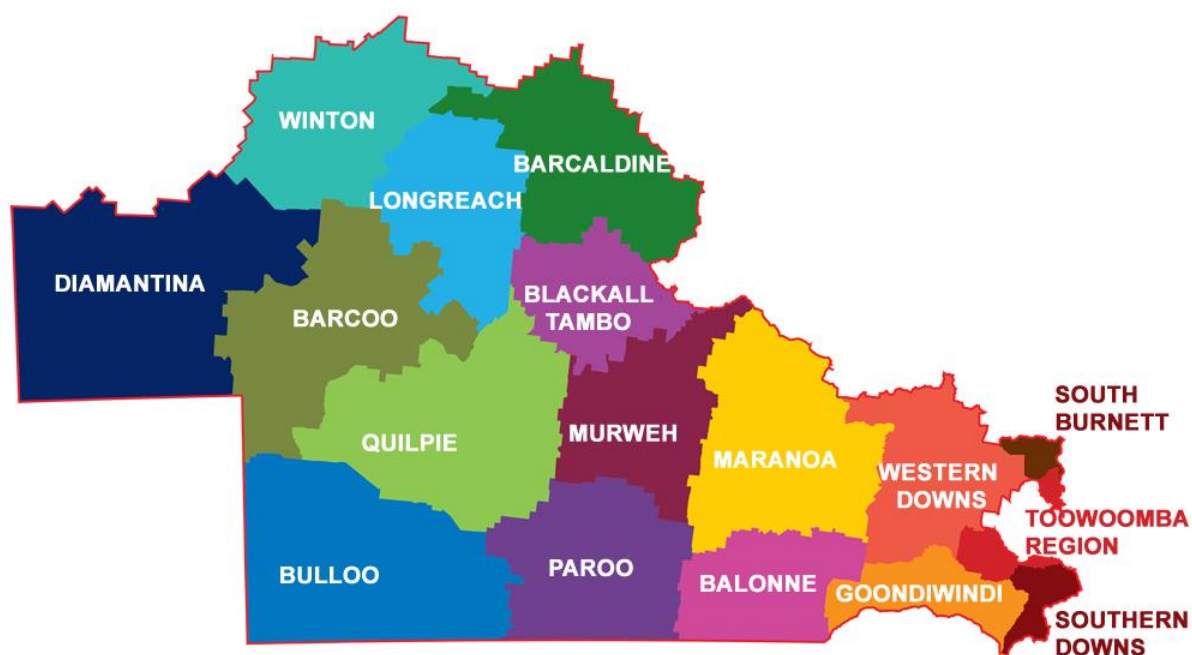 WINTON
BARCALDINE
LONGREACH
DIAMANTINA
BLACKALL
TAMBO
BARCOO
SOUTH
BURNETT
QUILPIE
MURWEH
MARANOA
WESTERN
DOWNS
TOOWOOMBA
REGION
BULLOO
PAROO
BALONNE
GOONDIWINDI
SOUTHERN
DOWNS